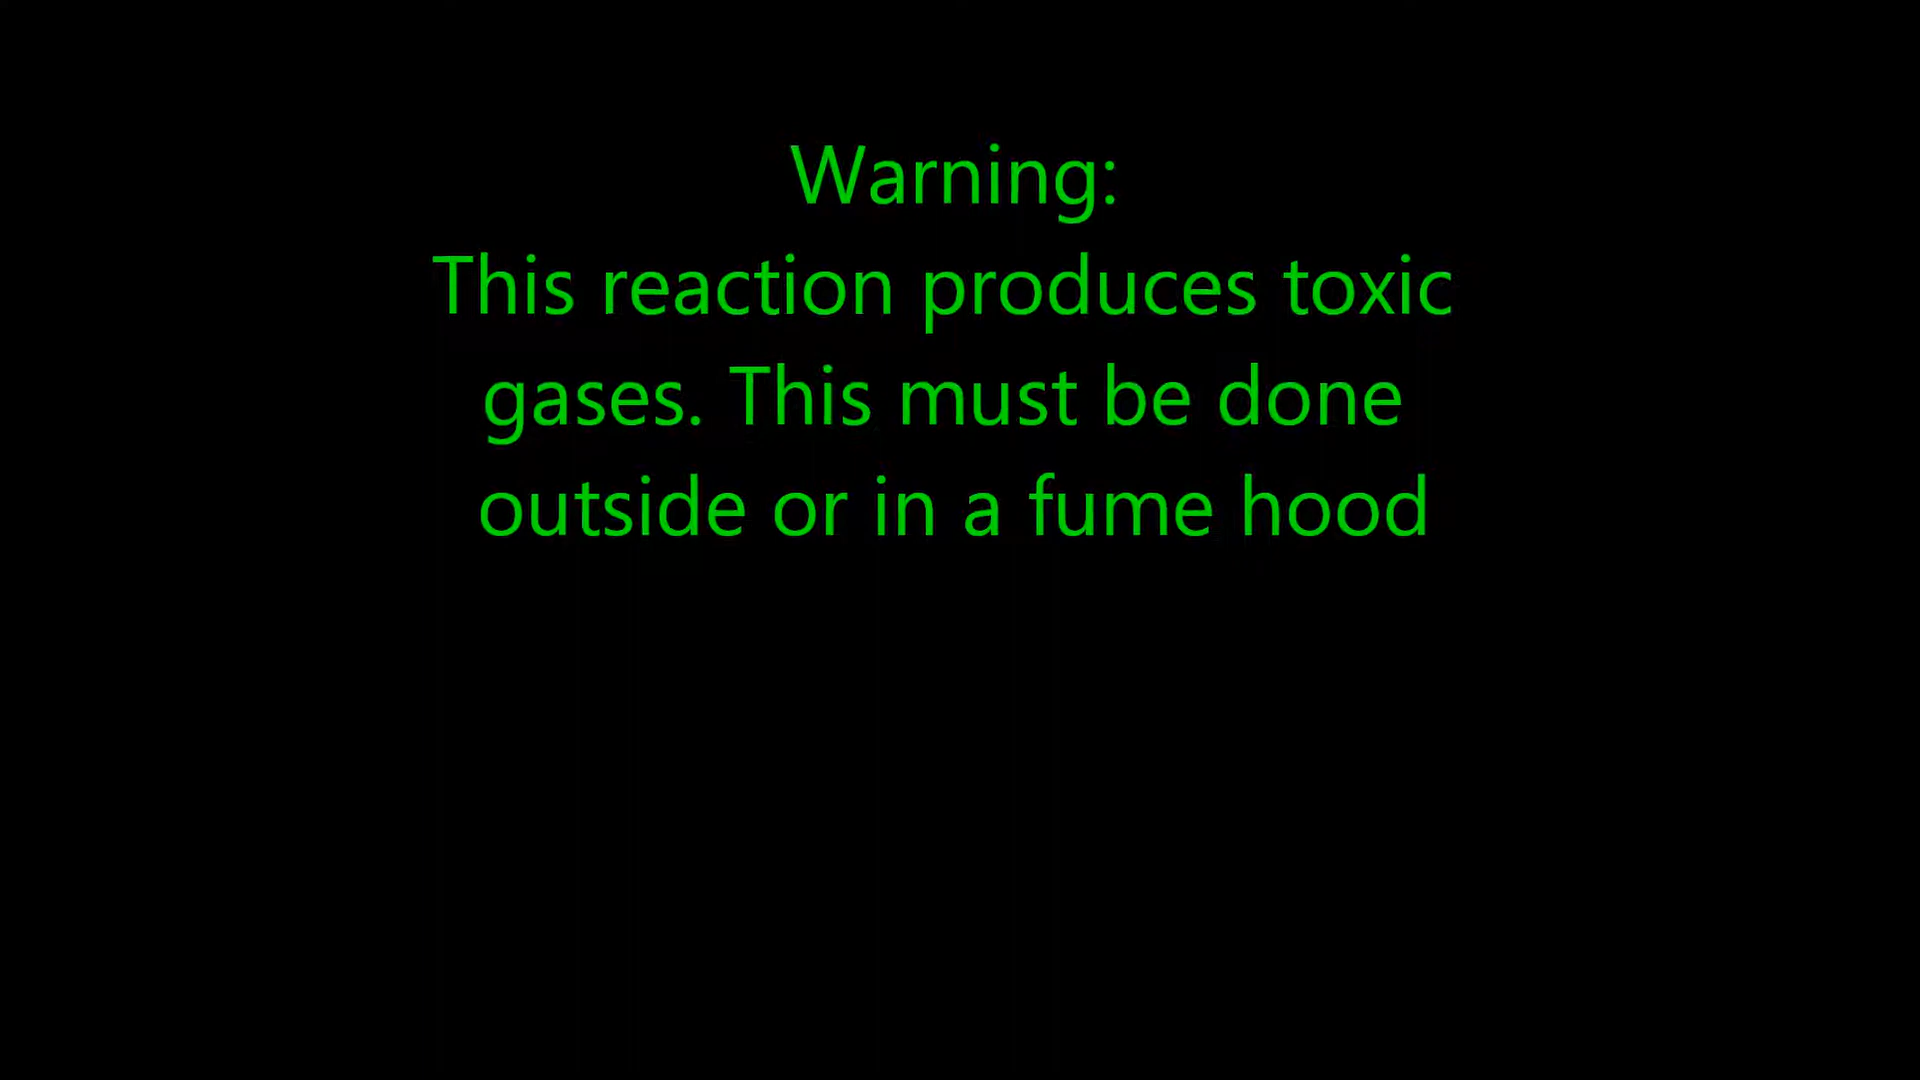 Warning:
This reaction produces toxic
gases. This must be done
outside or in a fume hood